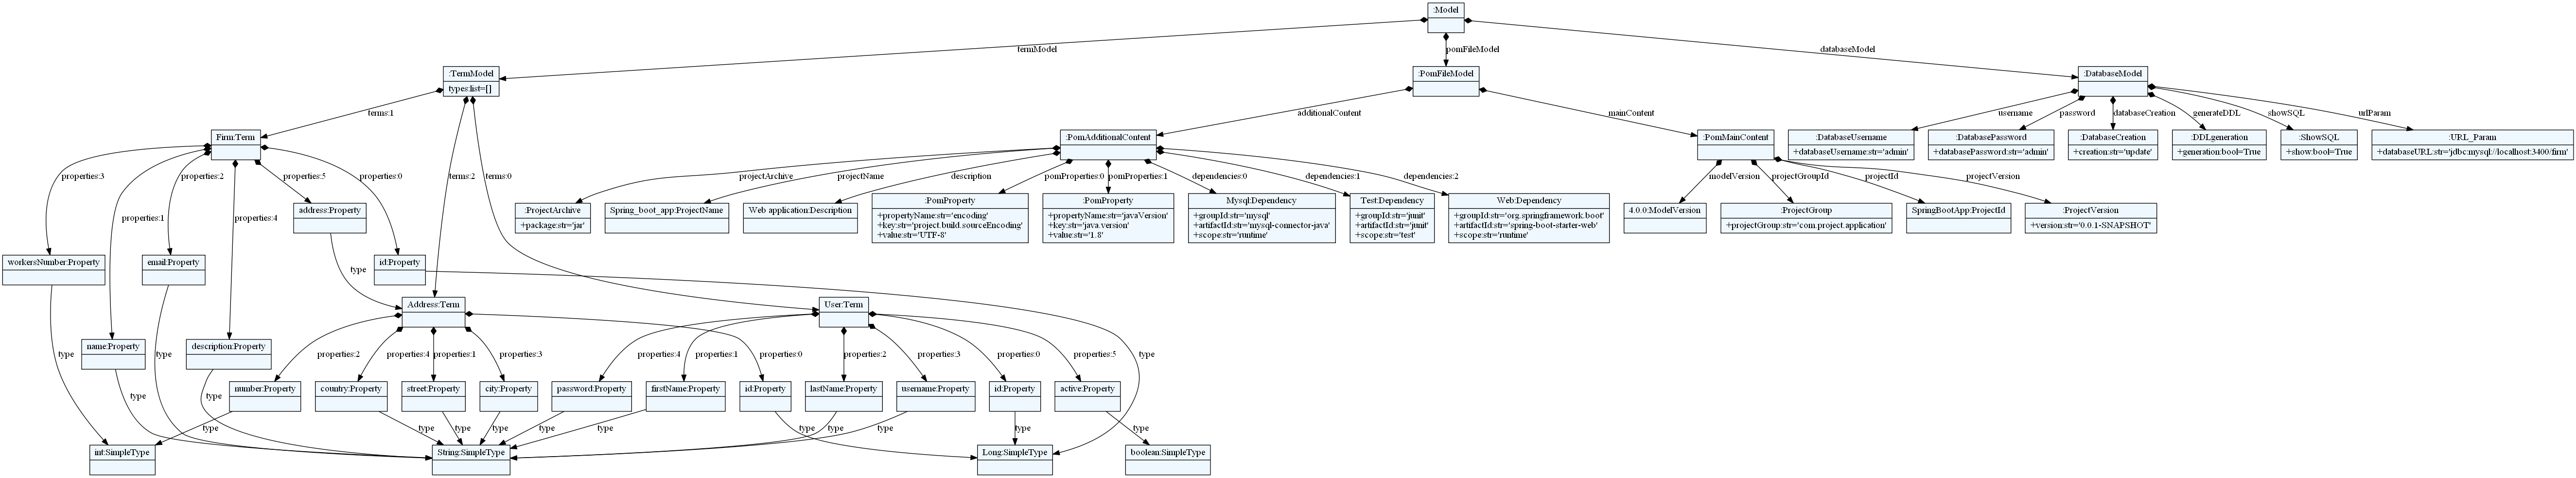 :Model
termModel
pomFileModel
databaseModel
:TermModel
types:list=[]
:PomFileModel
:DatabaseModel
terms:1
terms:2
terms:0
additionalContent
mainContent
username
password
databaseCreation
generateDDL
showSQL
urlParam
Firm:Term
:PomAdditionalContent
:PomMainContent
:DatabaseUsername
+databaseUsername:str='admin'
:DatabasePassword
+databasePassword:str='admin'
:DatabaseCreation
+creation:str='update'
:DDLgeneration
+generation:bool=True
:ShowSQL
+show:bool=True
:URL_Param
+databaseURL:str='jdbc:mysql://localhost:3400/firm'
properties:3
properties:1
properties:2
properties:4
properties:5
properties:0
projectArchive
projectName
description
pomProperties:0
pomProperties:1
dependencies:0
dependencies:1
dependencies:2
modelVersion
projectGroupId
projectId
projectVersion
address:Property
:ProjectArchive
+package:str='jar'
Spring_boot_app:ProjectName
Web application:Description
:PomProperty
+propertyName:str='encoding'
+key:str='project.build.sourceEncoding'
+value:str='UTF-8'
:PomProperty
+propertyName:str='javaVersion'
+key:str='java.version'
+value:str='1.8'
Mysql:Dependency
+groupId:str='mysql'
+artifactId:str='mysql-connector-java'
+scope:str='runtime'
Test:Dependency
+groupId:str='junit'
+artifactId:str='junit'
+scope:str='test'
Web:Dependency
+groupId:str='org.springframework.boot'
+artifactId:str='spring-boot-starter-web'
+scope:str='runtime'
4.0.0:ModelVersion
:ProjectGroup
+projectGroup:str='com.project.application'
SpringBootApp:ProjectId
:ProjectVersion
+version:str='0.0.1-SNAPSHOT'
workersNumber:Property
email:Property
id:Property
type
Address:Term
User:Term
name:Property
description:Property
type
type
type
properties:2
properties:4
properties:1
properties:3
properties:0
properties:4
properties:1
properties:2
properties:3
properties:0
properties:5
number:Property
country:Property
street:Property
city:Property
password:Property
firstName:Property
id:Property
lastName:Property
username:Property
id:Property
active:Property
type
type
type
type
type
type
type
type
type
type
type
type
type
type
int:SimpleType
String:SimpleType
Long:SimpleType
boolean:SimpleType